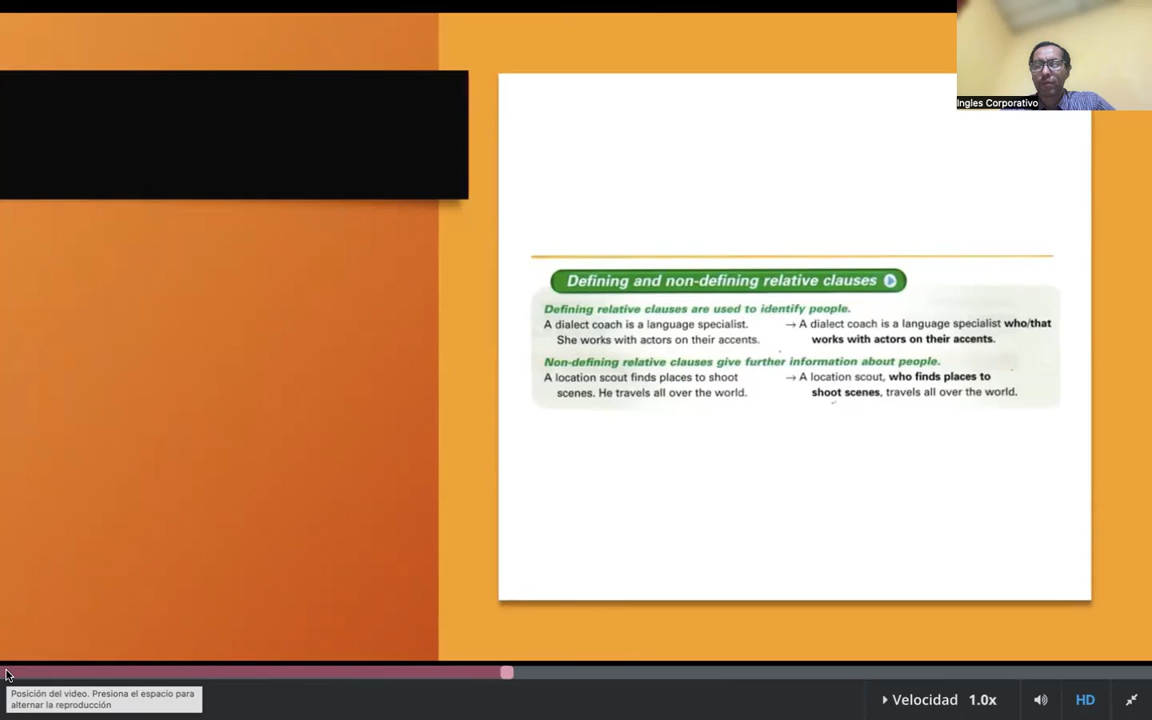 Ingles Corporativo
Defining and non-defining relative clauses
Defining relative clauses are used to identify people.
A dialect coach is a language specialist. → A dialect coach is a language specialist who/that
She works with actors on their accents. works with actors on their accents.
Non-defining relative clauses give further information about people.
A location scout finds places to shoot → A location scout, who finds places to
scenes. He travels all over the world. shoot scenes, travels all over the world.
Posición del video. Presiona el espacio para
alternar la reproducción
Velocidad 1.0x
HD